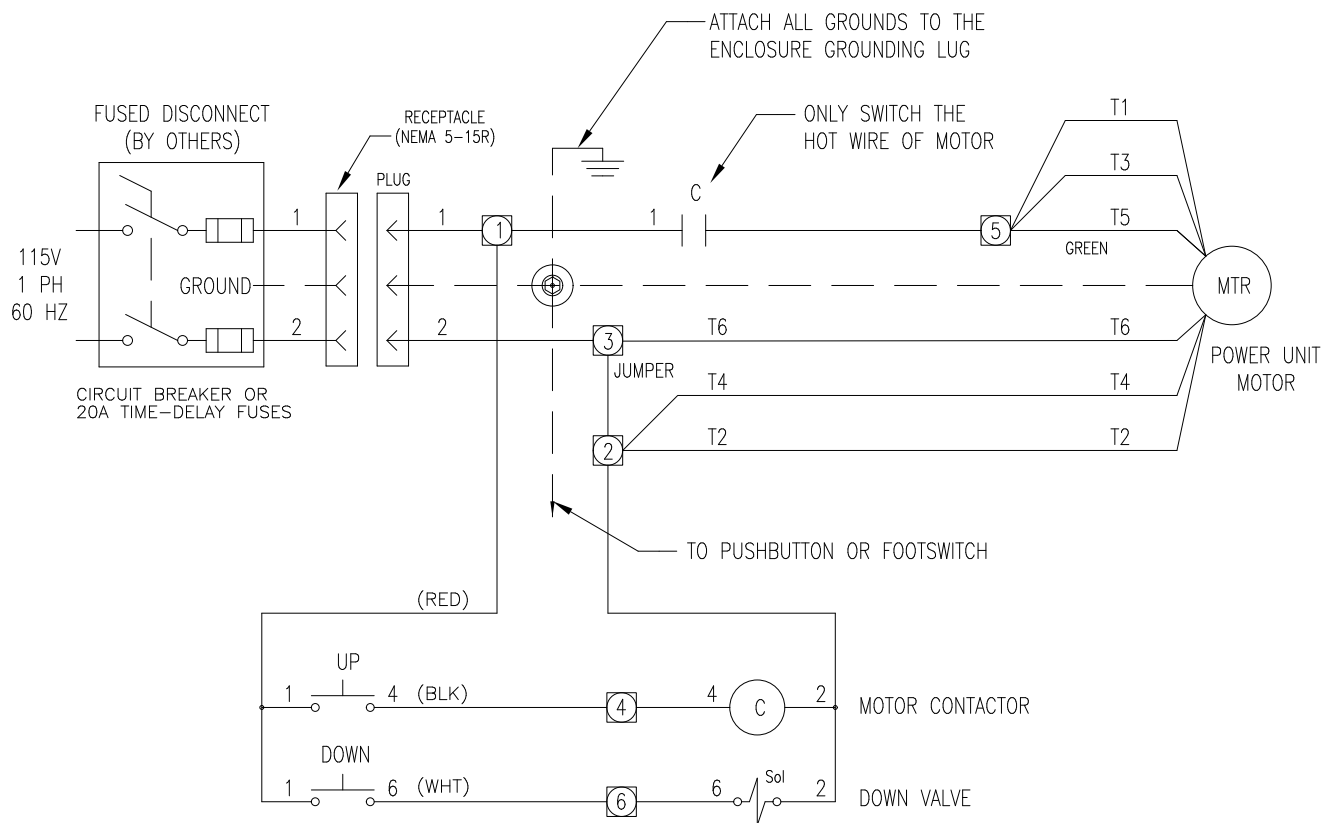 ATTACH ALL GROUNDS TO THE
ENCLOSURE GROUNDING LUG
FUSED DISCONNECT
(BY OTHERS)
RECEPTACLE
(NEMA 5-15R)
ONLY SWITCH THE
HOT WIRE OF MOTOR
PLUG
C
T1
T3
T5
GREEN
1
1
1
1
5
115V
1 PH
60 HZ
GROUND
MTR
2
2
3
T6
T6
JUMPER
POWER UNIT
MOTOR
T4
T4
CIRCUIT BREAKER OR
20A TIME-DELAY FUSES
2
T2
T2
TO PUSHBUTTON OR FOOTSWITCH
(RED)
UP
1
4
(BLK)
4
4
C
2
MOTOR CONTACTOR
DOWN
1
6
(WHT)
6
6
Sol
2
DOWN VALVE